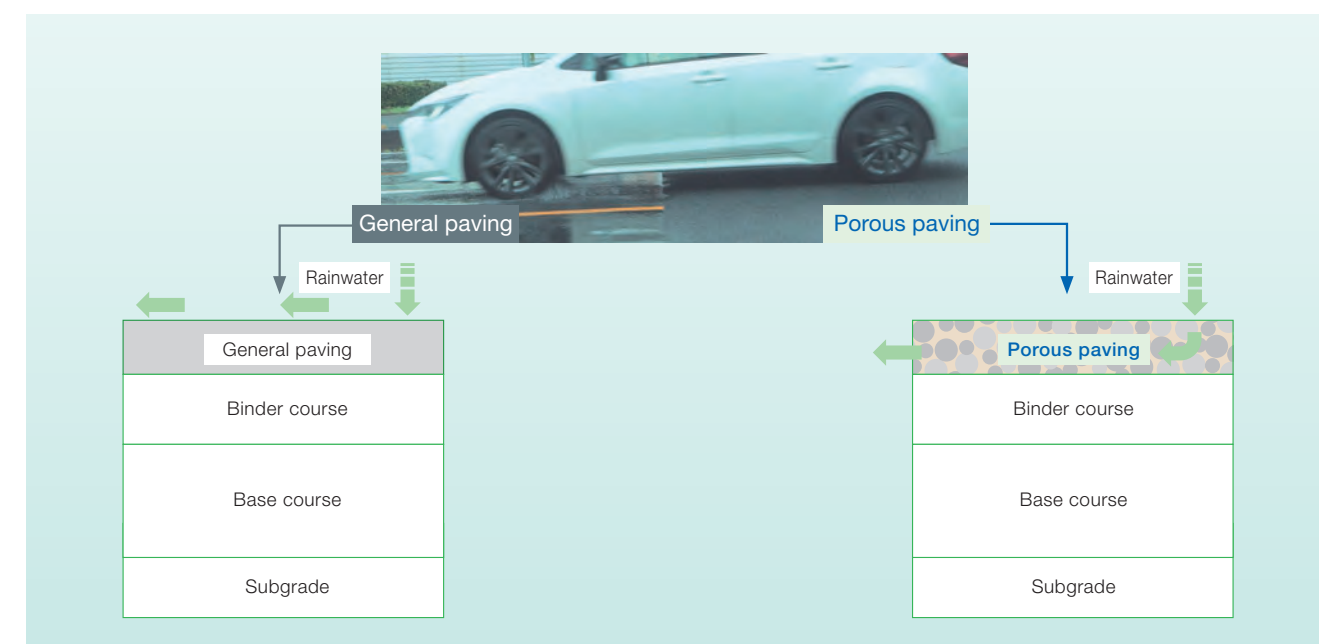 General paving
Porous paving
Rainwater
General paving
Binder course
Base course
Subgrade
Rainwater
Porous paving
Binder course
Base course
Subgrade